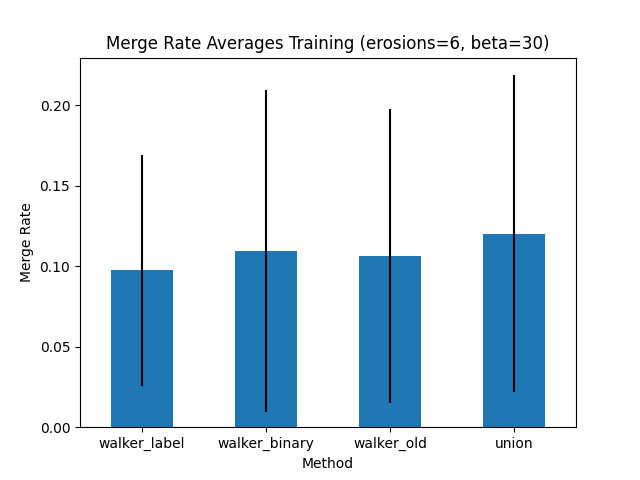 Merge Rate Averages Training (erosions=6, beta=30)
Merge Rate
0.20
0.15
0.10
0.05
0.00
walker_label walker_binary walker_old union
Method